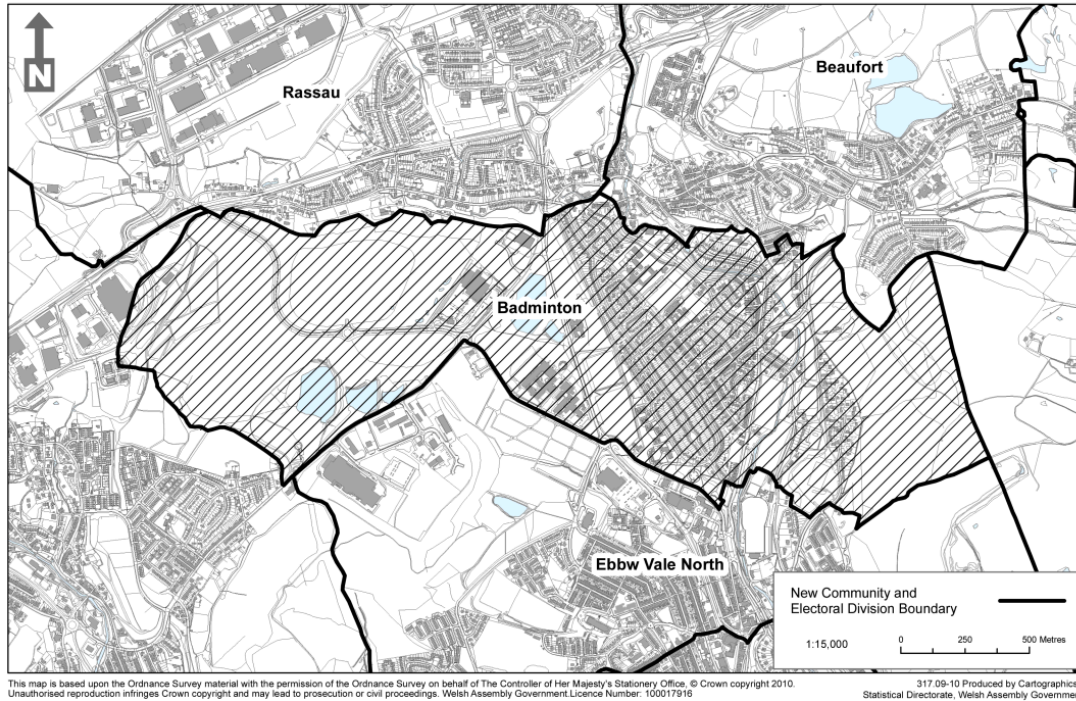 N
Rassau
Beaufort
Badminton
Ebbw Vale North
New Community and
Electoral Division Boundary
1:15,000
0 250 500 Metres
This map is based upon the Ordnance Survey material with the permission of the Ordnance Survey on behalf of The Controller of Her Majesty's Stationery Office, © Crown copyright 2010.
Unauthorised reproduction infringes Crown copyright and may lead to prosecution or civil proceedings. Welsh Assembly Government.Licence Number: 100017916
317.09-10 Produced by Cartographics
Statistical Directorate, Welsh Assembly Governmen